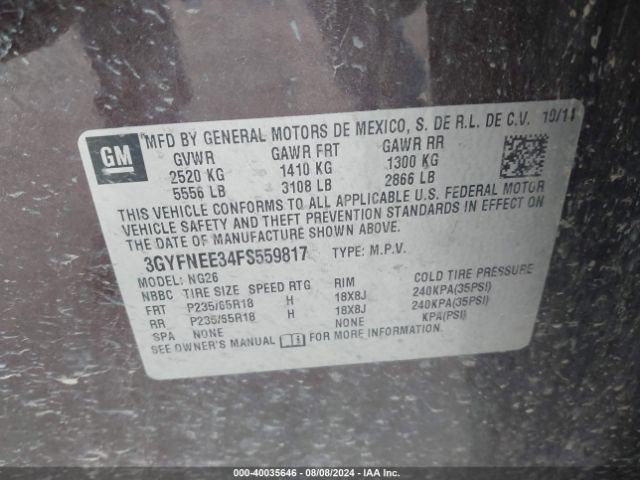 MFD BY GENERAL MOTORS DE MEXICO, S. DE R.L. DE C.V. 10/14
GM
GVWR GAWR FRT GAWR RR
2520 KG 1410 KG 1300 KG
5556 LB 3108 LB 2866 LB
THIS VEHICLE CONFORMS TO ALL APPLICABLE U.S. FEDERAL MOTOR
VEHICLE SAFETY AND THEFT PREVENTION STANDARDS IN EFFECT ON
DATE OF MANUFACTURE SHOWN ABOVE.
3GYFNEE34FS559817 TYPE: M.P.V.
MODEL: NG26
NBBC TIRE SIZE SPEED RTG RIM COLD TIRE PRESSURE
FRT P235/65R18 H 18X8J 240KPA(35PSI)
RR P235/65R18 H 18X8J 240KPA(35PSI)
SPA NONE NONE KPA(PSI)
SEE OWNER'S MANUAL FOR MORE INFORMATION.
000-40035646 - 08/08/2024 - IAA Inc.